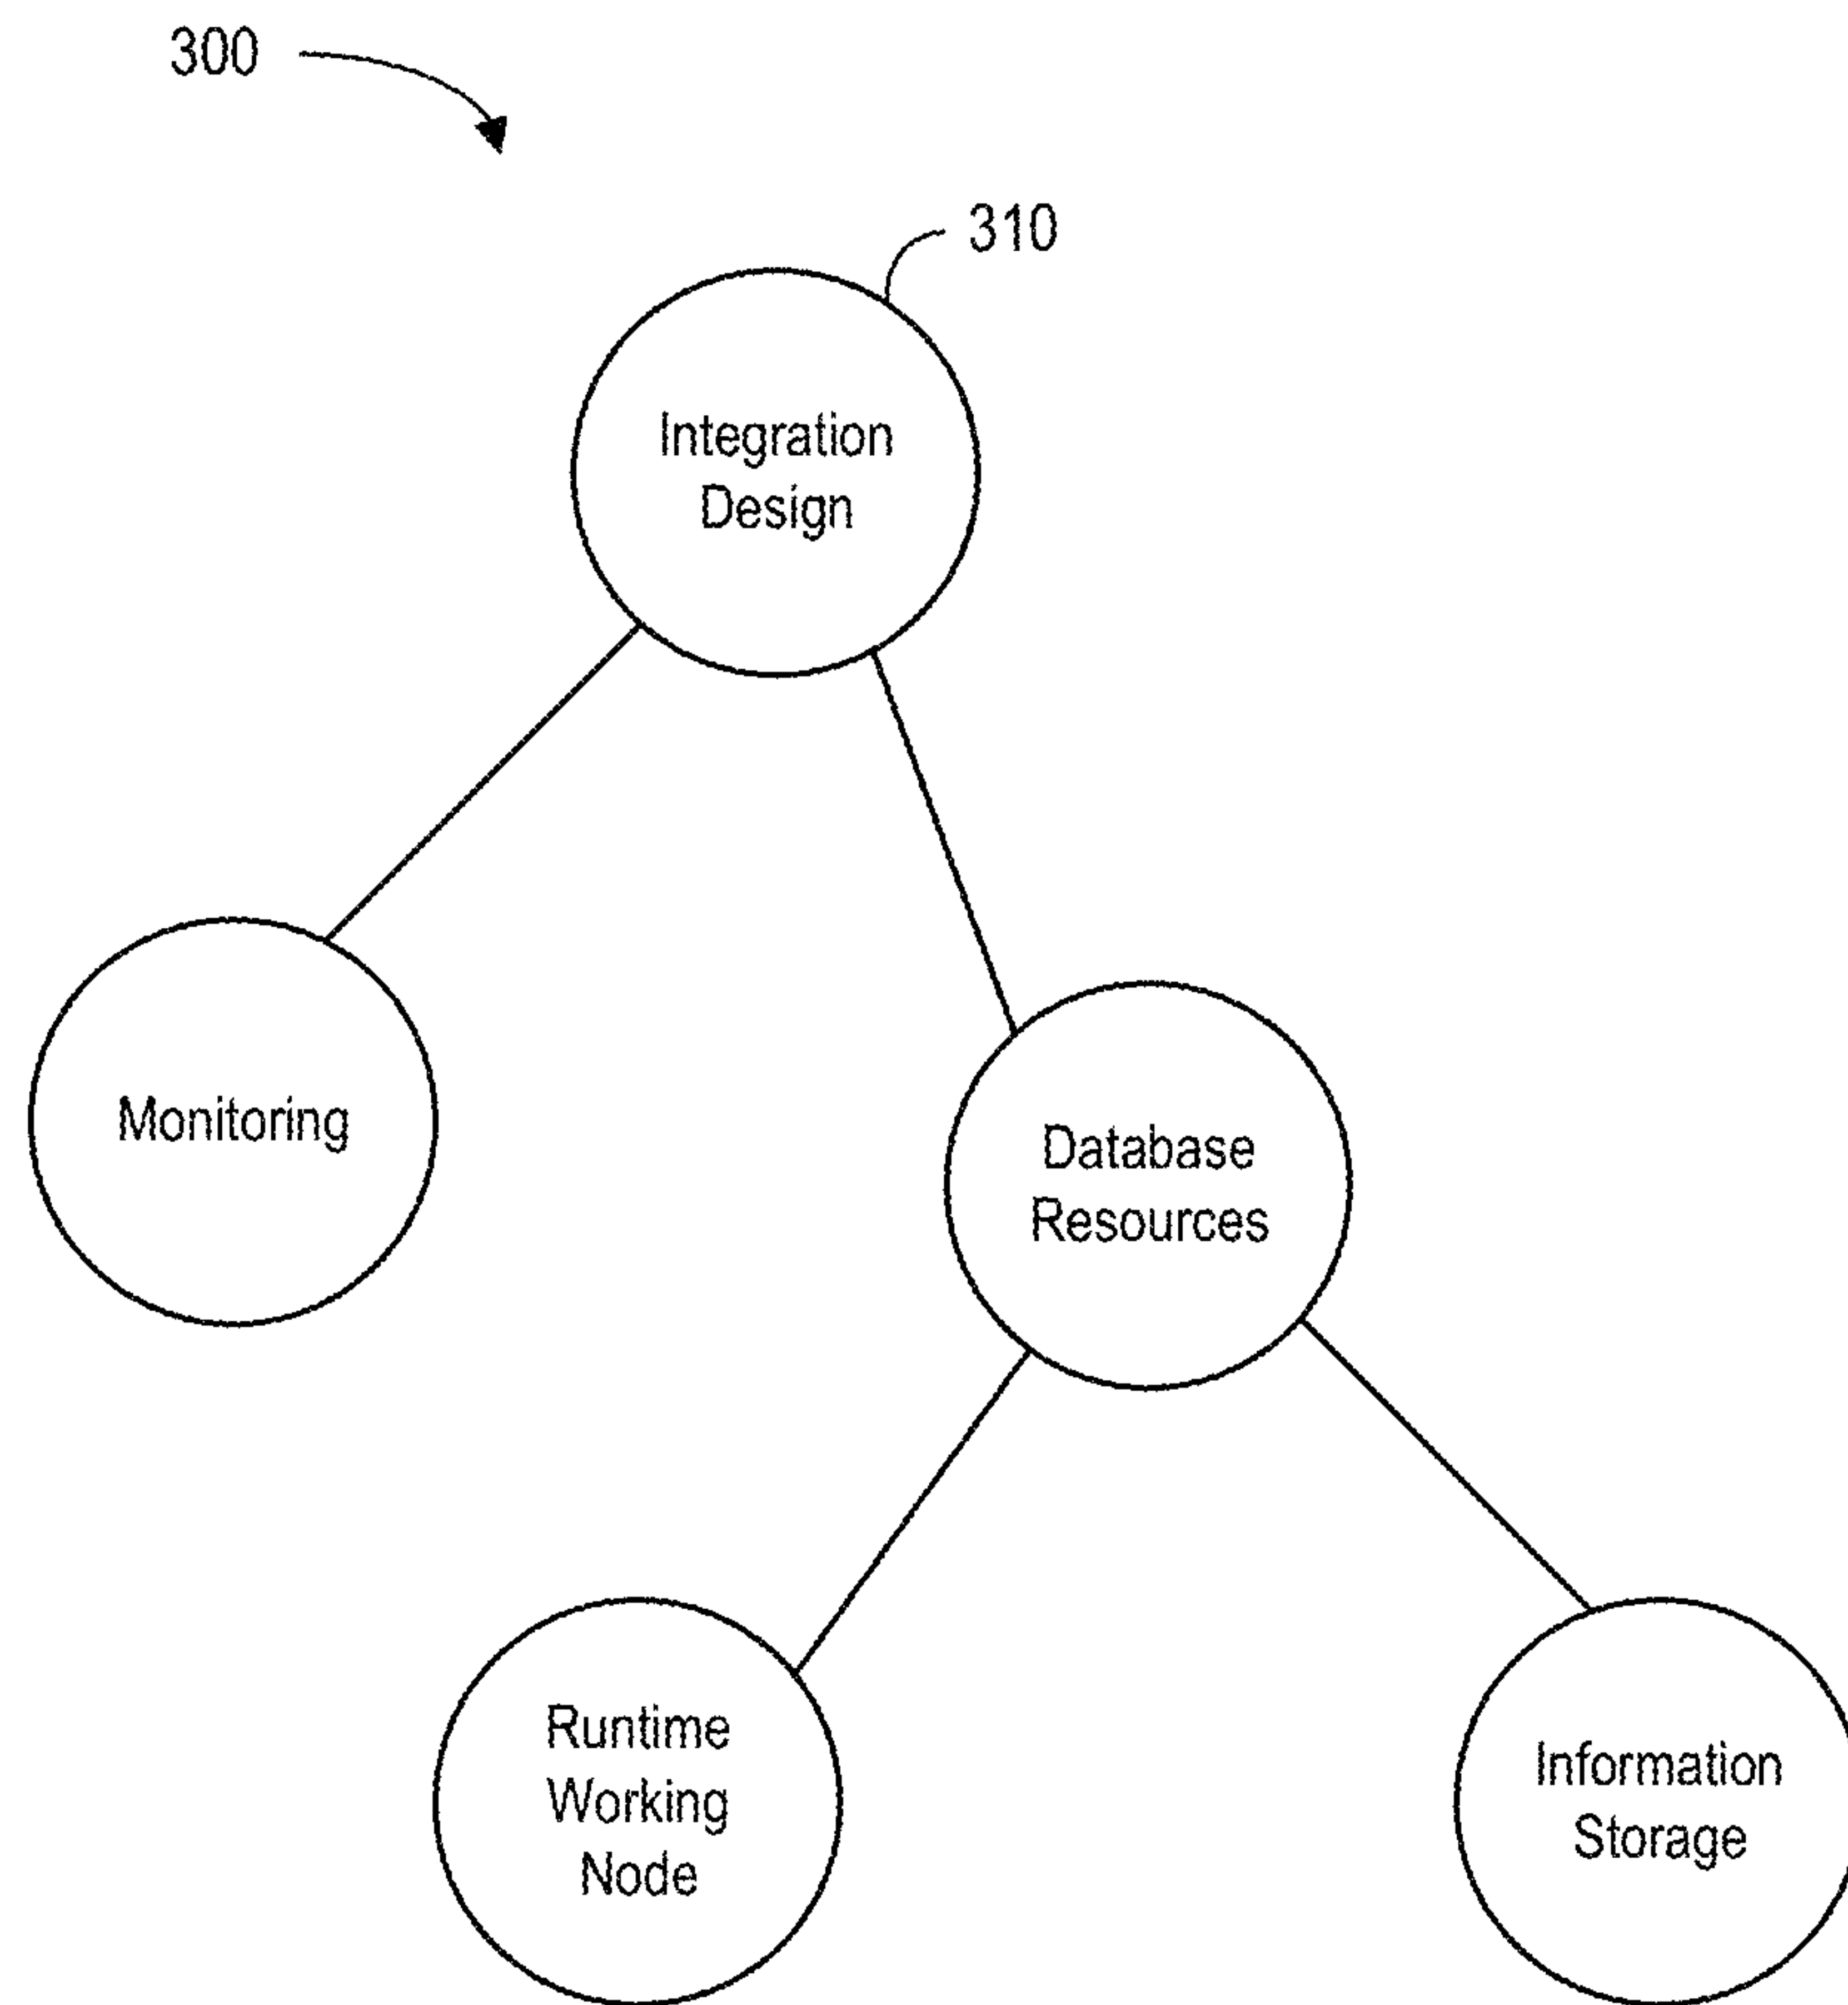 300
310
Integration
Design
Monitoring
Database
Resources
Runtime
Working
Node
Information
Storage